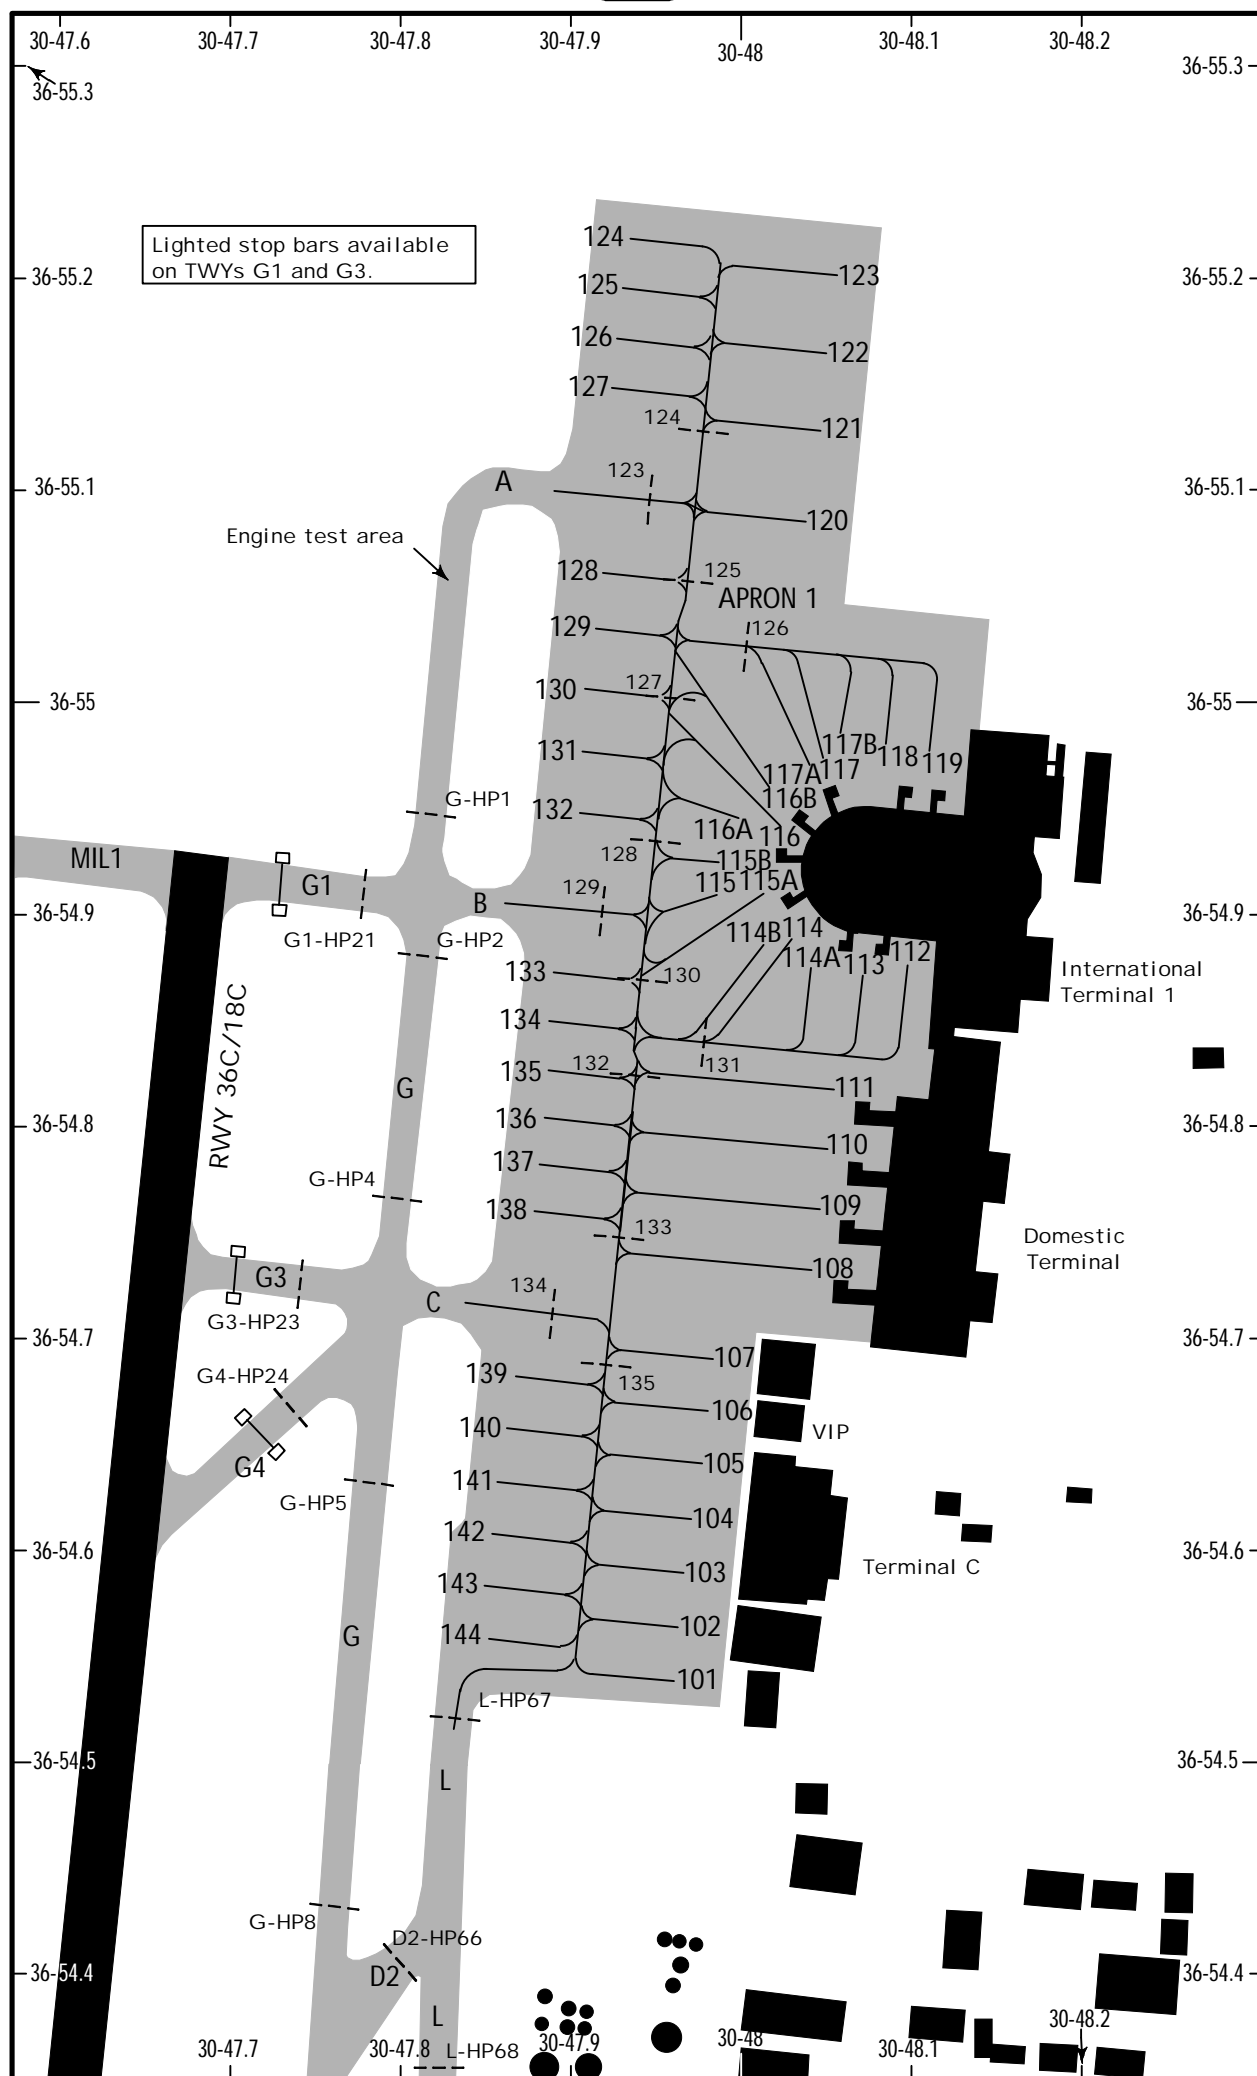 30-47.6
30-47.7
30-47.8
30-47.9
30-48
30-48.1
30-48.2
36-55.3
36-55.3
Lighted stop bars available
on TWYs G1 and G3.
124
36-55.2
125
123
36-55.2
126
122
127
124
121
123
36-55.1
A
36-55.1
120
Engine test area
128
125
APRON 1
129
126
130
127
36-55
36-55
131
117B
118
119
117A
117
116B
G-HP1
132
116A
116
128
115B
MIL1
G1
129
115
115A
B
36-54.9
36-54.9
G1-HP21
G-HP2
114B
114
133
130
114A
113
112
International
Terminal 1
RWY 36C/18C
134
132
131
135
G
111
136
36-54.8
36-54.8
110
137
G-HP4
138
109
133
Domestic
Terminal
G3
134
108
C
G3-HP23
36-54.7
36-54.7
107
139
G4-HP24
135
106
140
VIP
G4
105
141
G-HP5
104
142
36-54.6
36-54.6
103
Terminal C
143
G
144
102
101
L-HP67
36-54.5
36-54.5
L
G-HP8
D2-HP66
D2
36-54.4
36-54.4
L
30-48.2
30-47.7
30-47.8
L-HP68
30-47.9
30-48
30-48.1